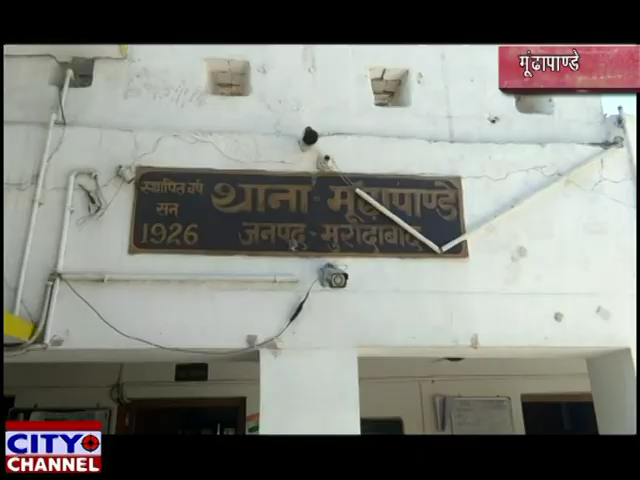 मूंढापाण्डे
स्थापित वर्ष
सन
1926
थाना - मूंढापाण्डे
जनपद - मुरादाबाद
CITY
CHANNEL